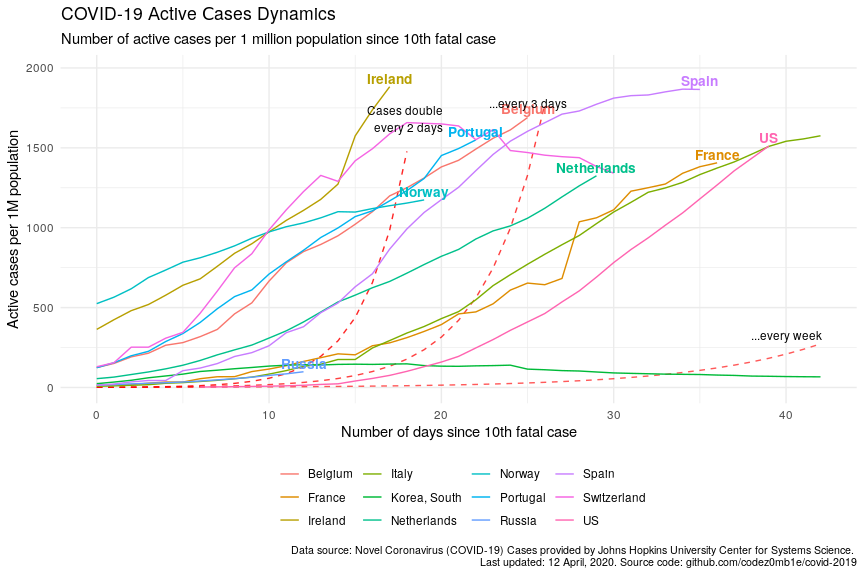 COVID-19 Active Cases Dynamics
Number of active cases per 1 million population since 10th fatal case
Active cases per 1M population
2000
1500
1000
500
0
Ireland
Cases double
every 2 days
...every 3 days
Belgium
Portugal
Spain
US
France
Netherlands
Norway
...every week
Russia
0
10
20
30
40
Number of days since 10th fatal case
Belgium
Italy
Norway
Spain
France
Korea, South
Portugal
Switzerland
Ireland
Netherlands
Russia
US
Data source: Novel Coronavirus (COVID-19) Cases provided by Johns Hopkins University Center for Systems Science.
Last updated: 12 April, 2020. Source code: github.com/codez0mb1e/covid-2019